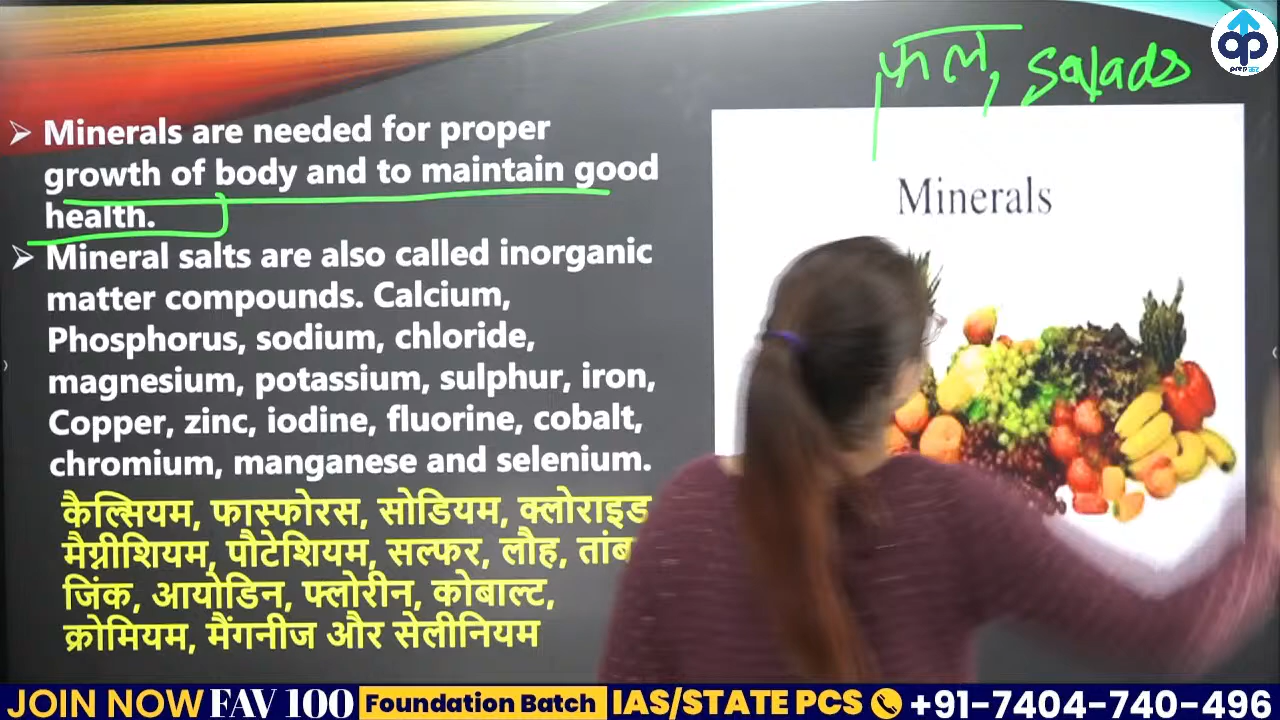 फल, Salads
➢ Minerals are needed for proper
growth of body and to maintain good
health.
➢ Mineral salts are also called inorganic
matter compounds. Calcium,
Phosphorus, sodium, chloride,
magnesium, potassium, sulphur, iron,
Copper, zinc, iodine, fluorine, cobalt,
chromium, manganese and selenium.
कैल्सियम, फास्फोरस, सोडियम, क्लोराइड
मैग्नीशियम, पौटेशियम, सल्फर, लौह,
जिंक, आयोडिन, फ्लोरीन, कोबाल्ट,
क्रोमियम, मैंगनीज और सेलीनियम
Minerals
JOIN NOW FAV 100 Foundation Batch IAS/STATE PCS +91-7404-740-496